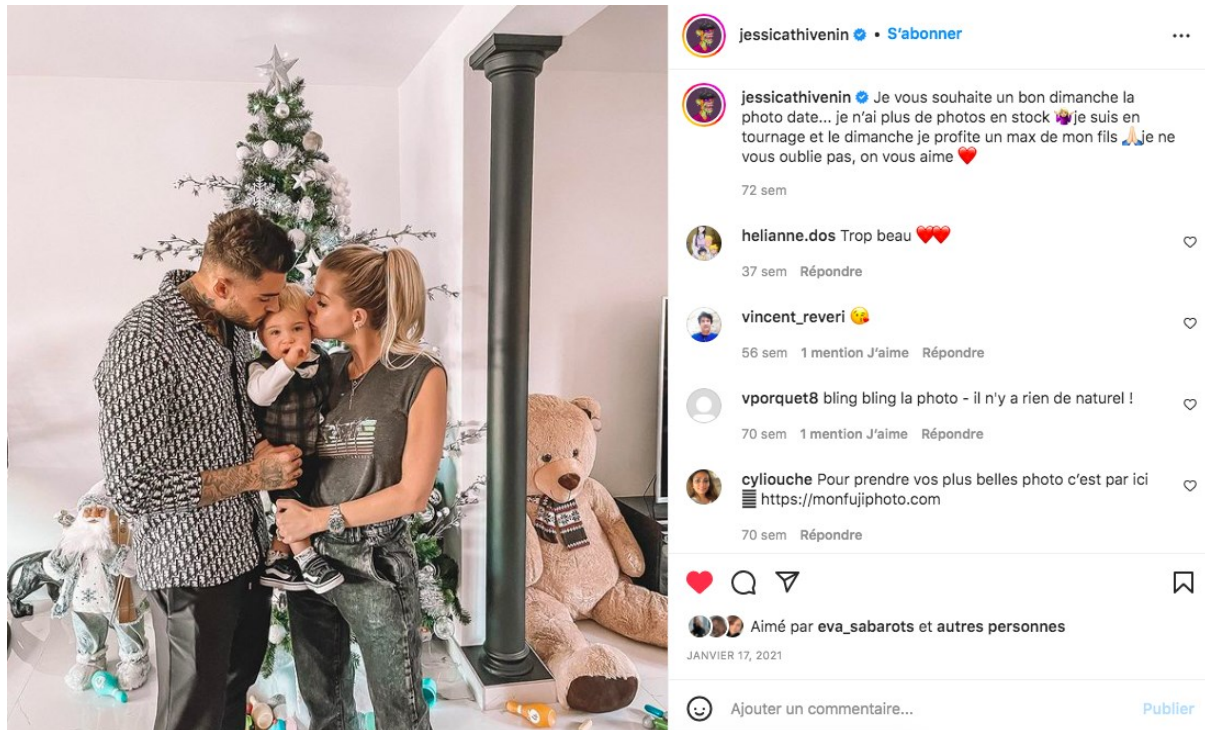 jessicathivenin • S'abonner
jessicathivenin Je vous souhaite un bon dimanche la
photo date... je n'ai plus de photos en stock 🤷🏼‍♀️je suis en
tournage et le dimanche je profite un max de mon fils 🙏🏻je ne
vous oublie pas, on vous aime ❤️
72 sem
helianne.dos Trop beau ❤️❤️
37 sem Répondre
vincent_reveri 😘
56 sem 1 mention J'aime Répondre
vporquet8 bling bling la photo - il n'y a rien de naturel !
70 sem 1 mention J'aime Répondre
cyliouche Pour prendre vos plus belles photo c'est par ici
https://monfujiphoto.com
70 sem Répondre
Aimé par eva_sabarots et autres personnes
JANVIER 17, 2021
Ajouter un commentaire...
Publier